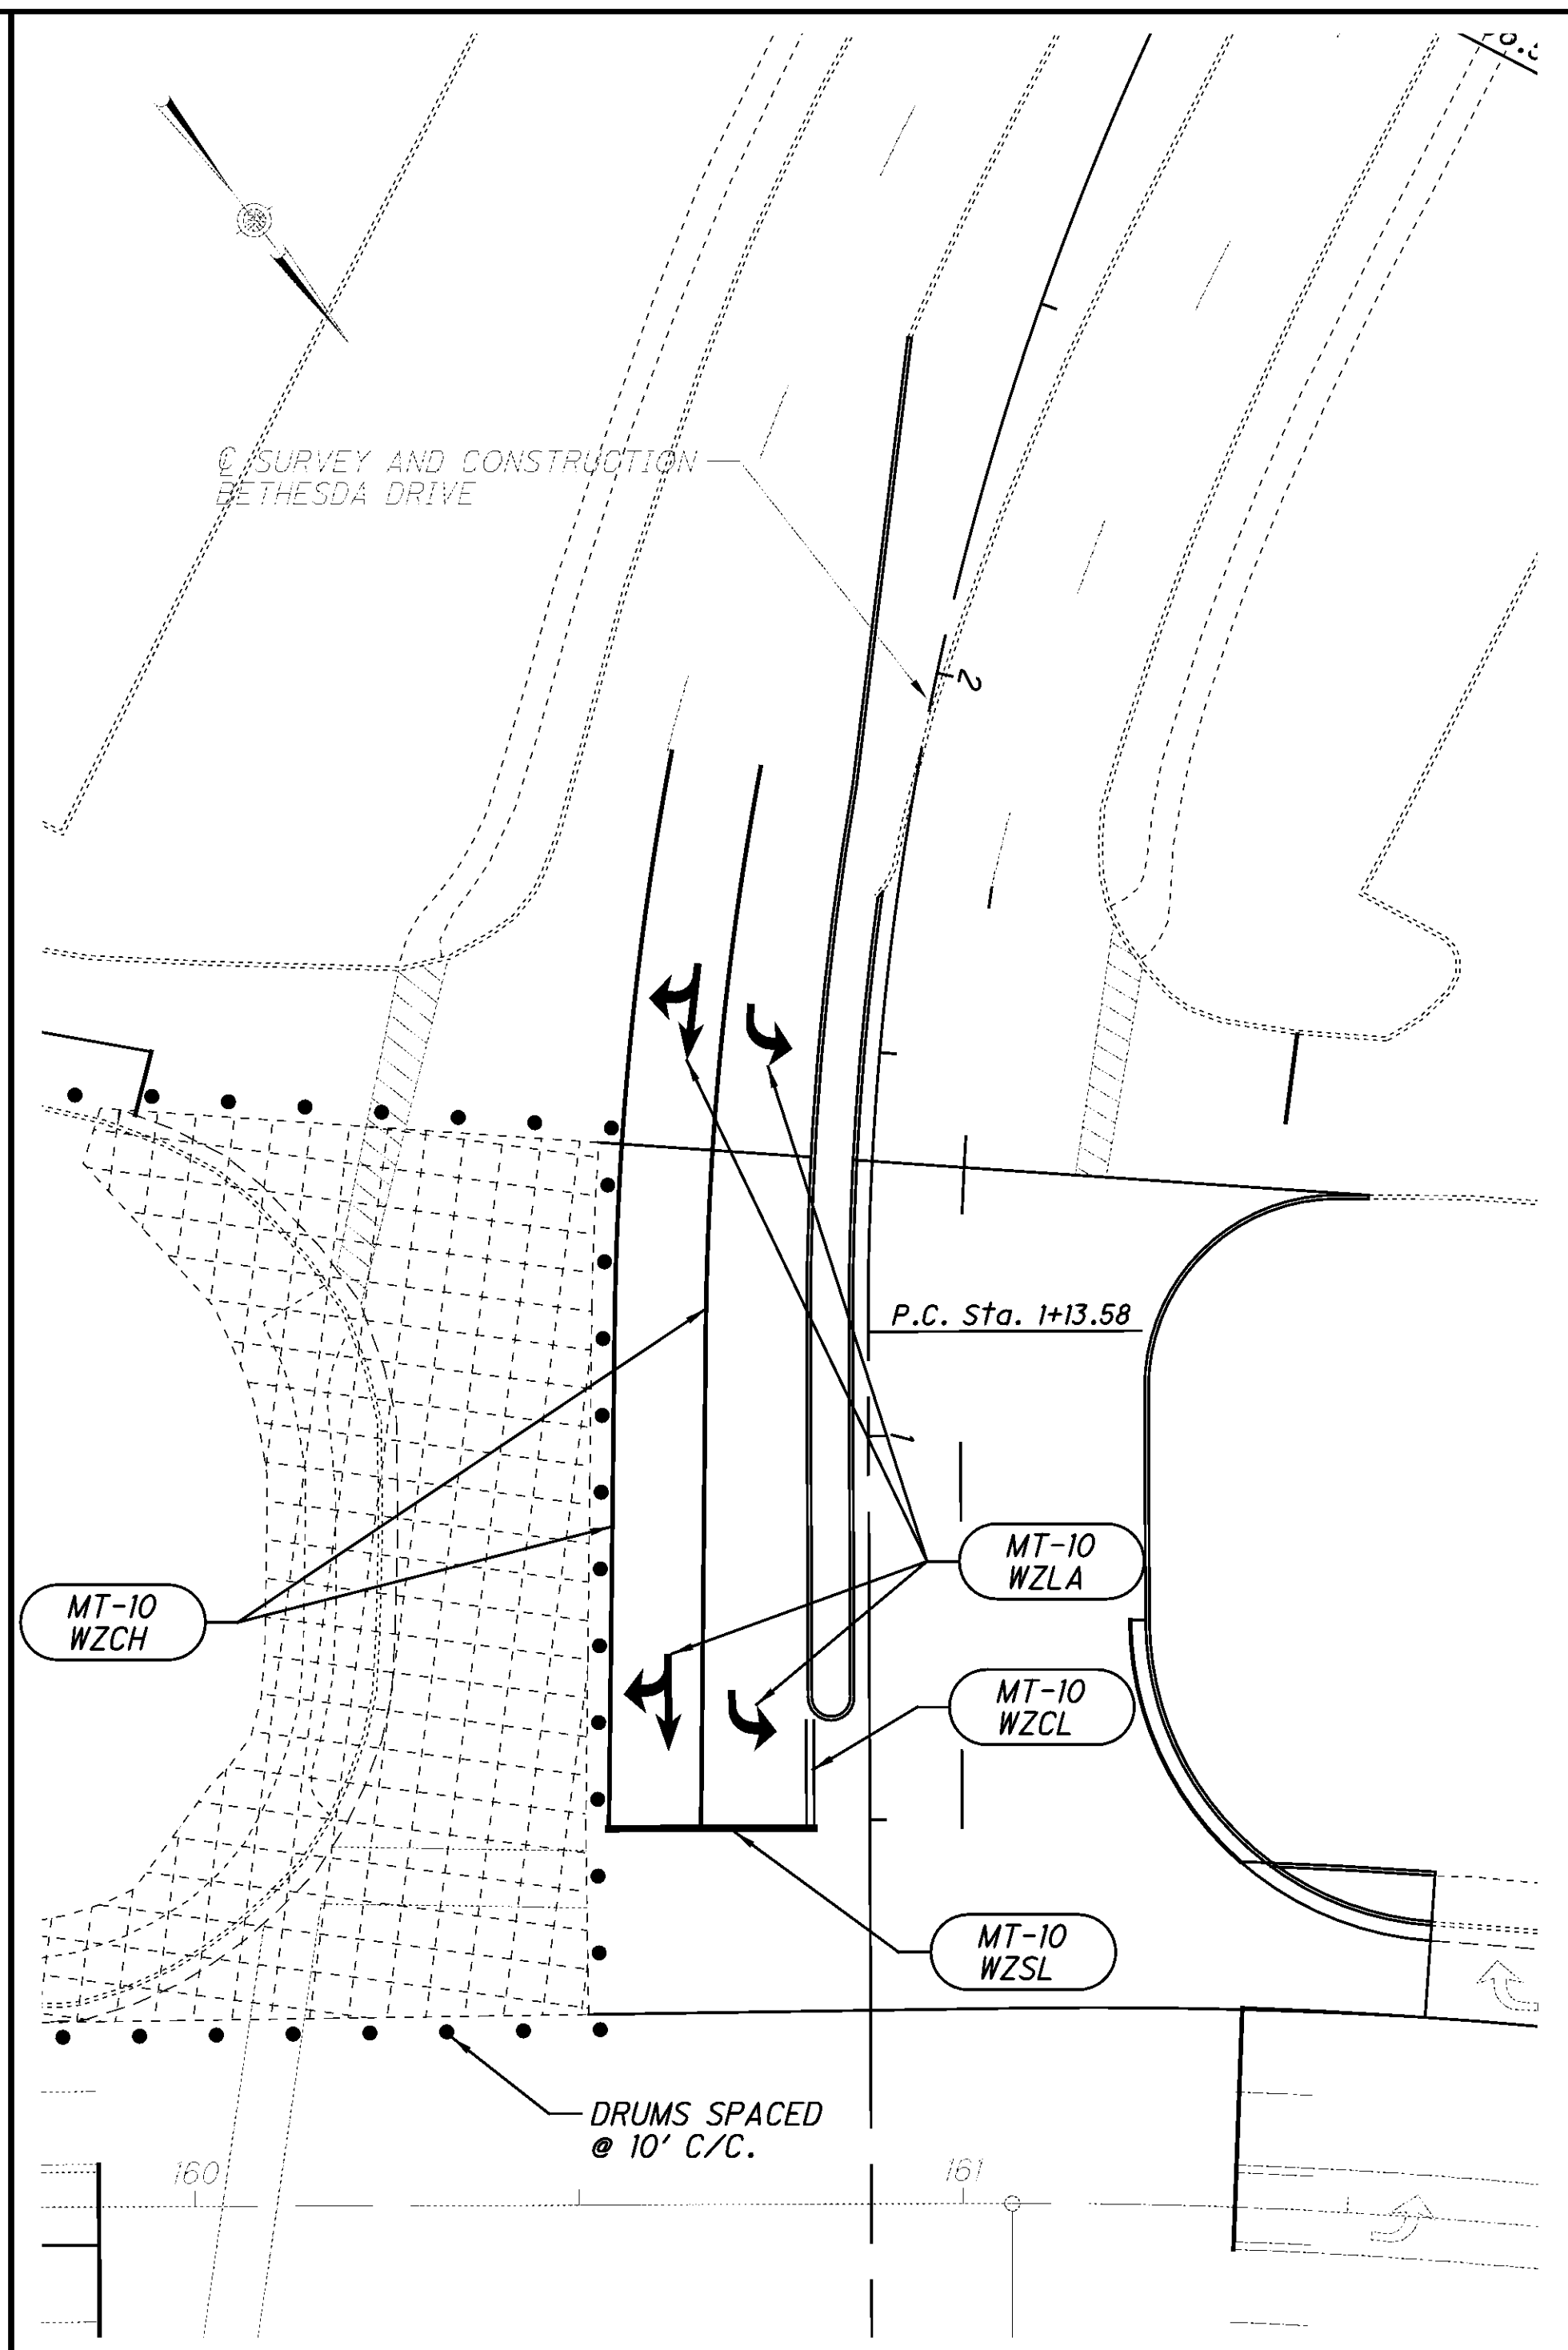 ℄ SURVEY AND CONSTRUCTION
BETHESDA DRIVE
2
P.C. Sta. 1+13.58
1
MT-10
WZLA
MT-10
WZCH
MT-10
WZCL
MT-10
WZSL
DRUMS SPACED
@ 10' C/C.
160
161